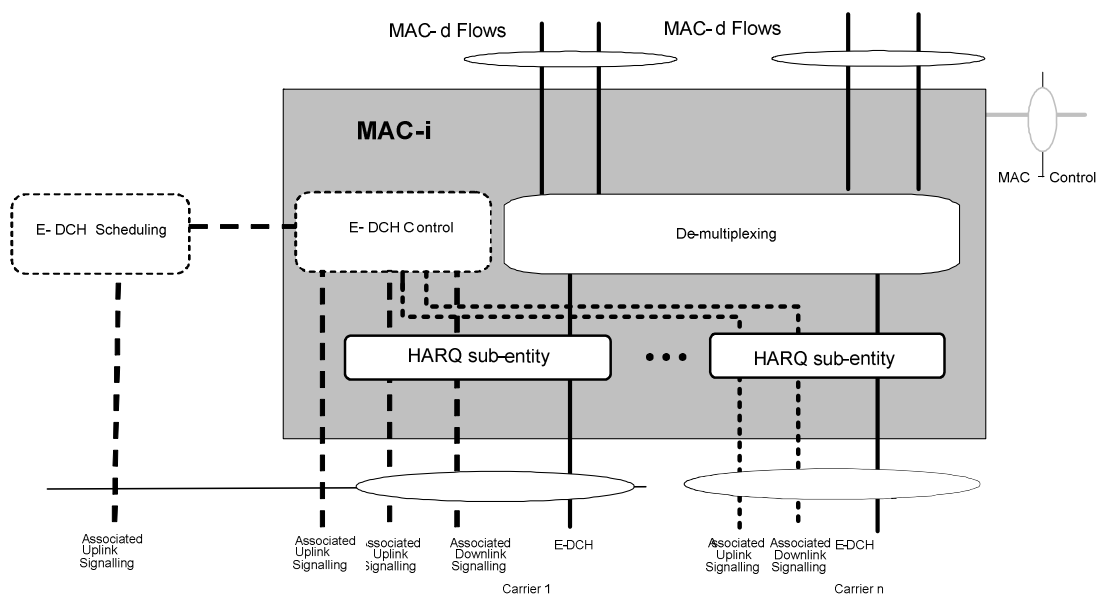 MAC- d Flows
MAC- d Flows
MAC-i
MAC - Control
E- DCH Scheduling
E- DCH Control
De-multiplexing
HARQ sub-entity
HARQ sub-entity
Associated
Uplink
Signalling
Associated
Uplink
Signalling
ssociated
Uplink
Signalling
Associated
Downlink
Signalling
E-DCH
Associated
Uplink
Signalling
Associated
Downlink
Signalling
E-DCH
Carrier 1
Carrier n